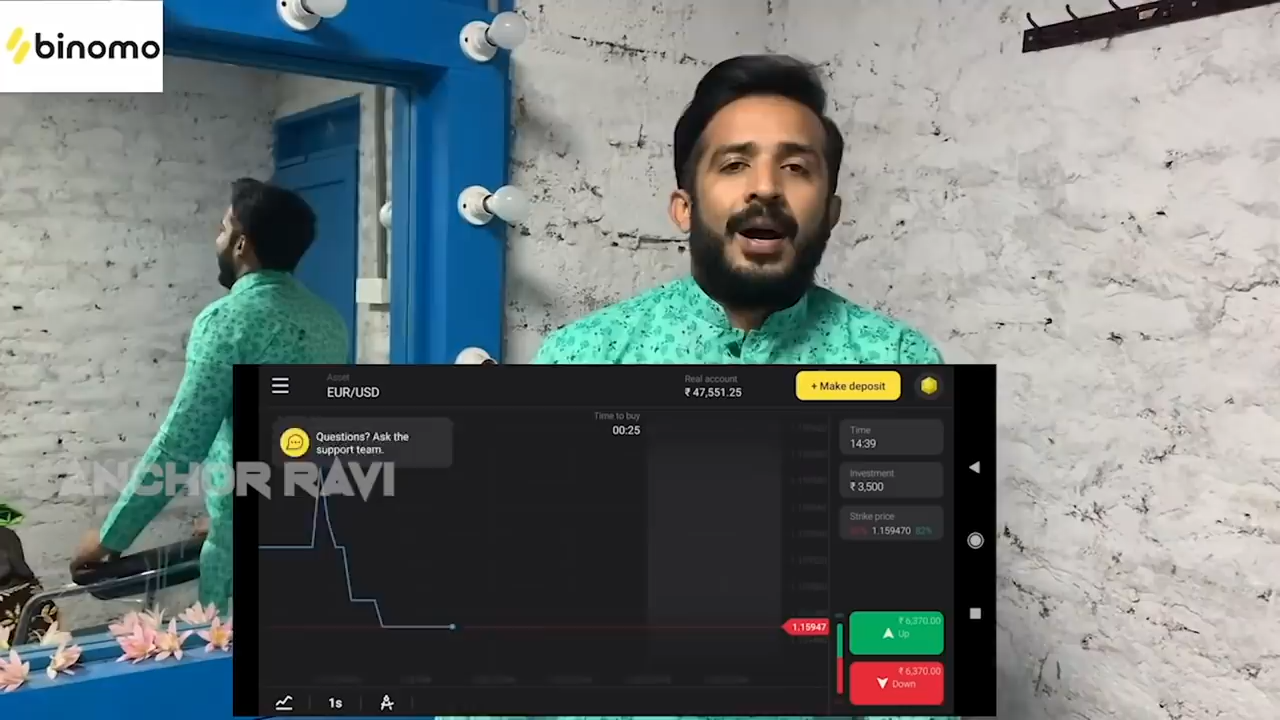 binomo
Asset
EUR/USD
Real account
₹ 47,551.25
+ Make deposit
Time to buy
00:25
Questions? Ask the
support team.
ANCHOR RAVI
Time
14:39
Investment
₹ 3,500
Strike price
1.159470 82%
1.15947
₹ 6,370.00
Up
₹ 6,370.00
Down
1s